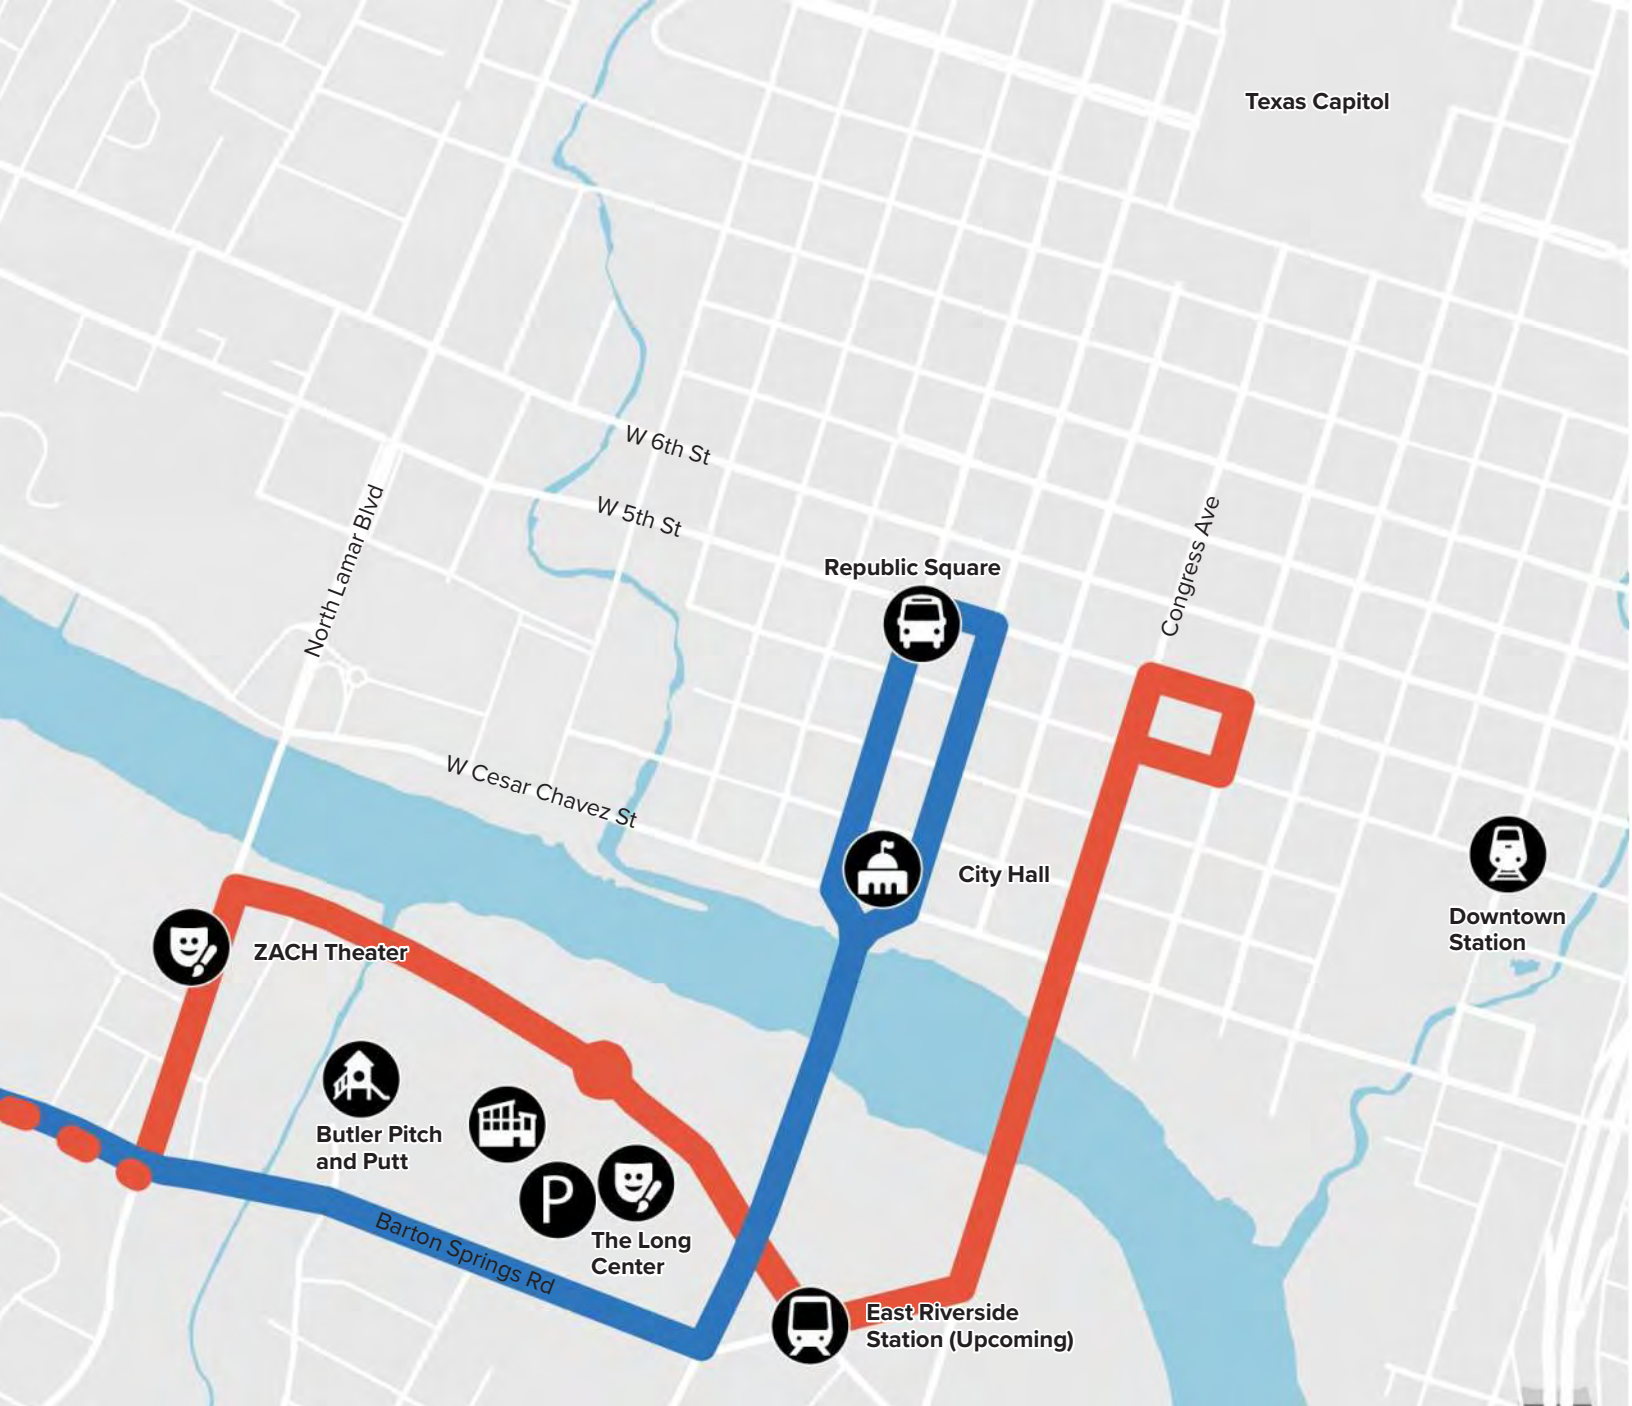 Texas Capitol
W 6th St
W 5th St
North Lamar Blvd
Congress Ave
Republic Square
W Cesar Chavez St
City Hall
Downtown
Station
ZACH Theater
Butler Pitch
and Putt
P
The Long
Center
Barton Springs Rd
East Riverside
Station (Upcoming)